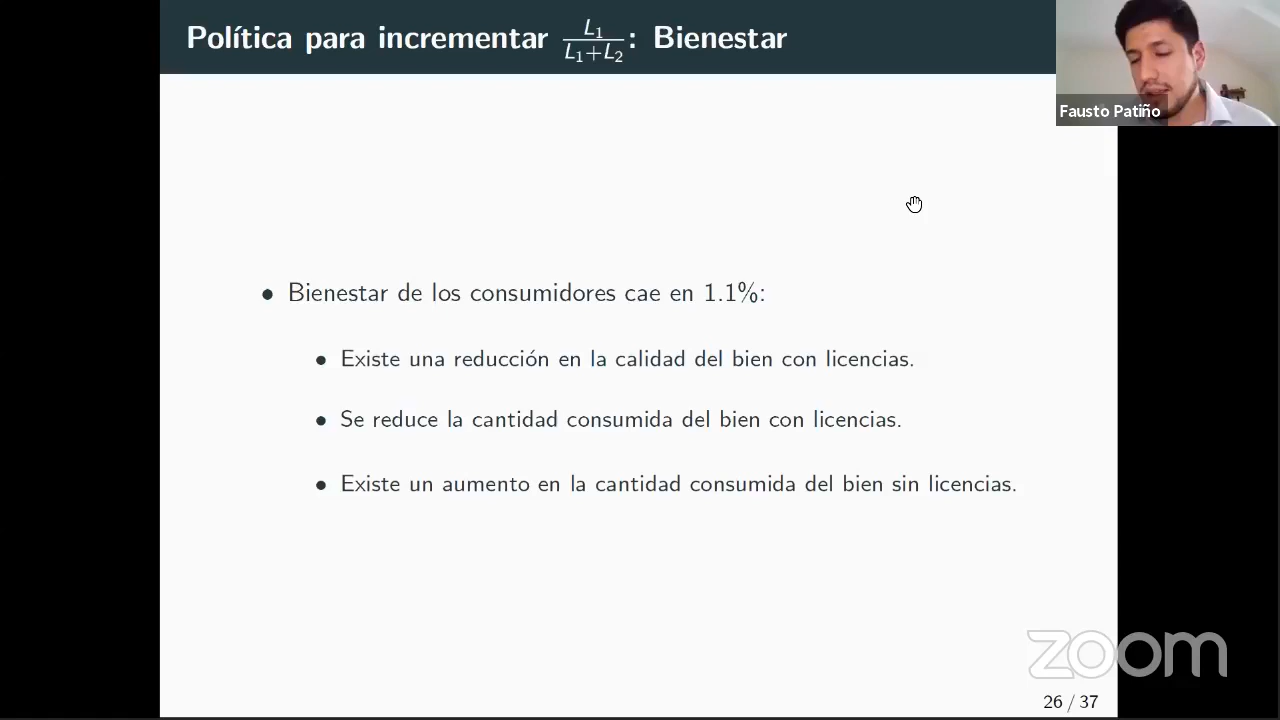 Política para incrementar L1/(L1+L2): Bienestar
Fausto Patiño
• Bienestar de los consumidores cae en 1.1%:
• Existe una reducción en la calidad del bien con licencias.
• Se reduce la cantidad consumida del bien con licencias.
• Existe un aumento en la cantidad consumida del bien sin licencias.
zoom
26 / 37